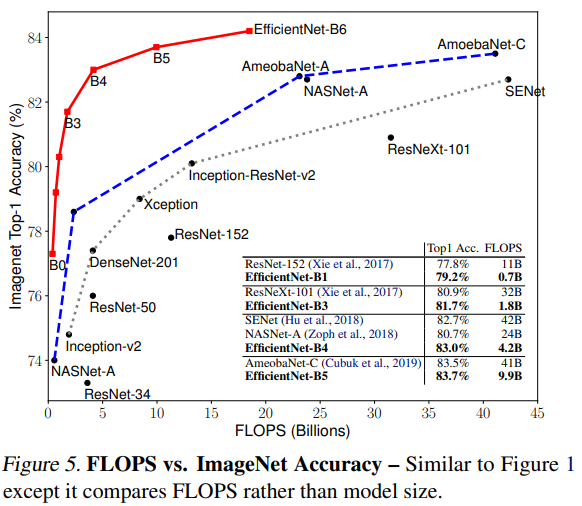 84
82
80
78
76
74
Imagenet Top-1 Accuracy (%)
EfficientNet-B6
B5
B4
B3
B0
AmoebaNet-A
NASNet-A
AmoebaNet-C
SENet
ResNeXt-101
Inception-ResNet-v2
Xception
ResNet-152
DenseNet-201
ResNet-50
Inception-v2
NASNet-A
ResNet-34
Top1 Acc. FLOPS
ResNet-152 (Xie et al., 2017) 77.8% 11B
EfficientNet-B1 79.2% 0.7B
ResNeXt-101 (Xie et al., 2017) 80.9% 32B
EfficientNet-B3 81.7% 1.8B
SENet (Hu et al., 2018) 82.7% 42B
NASNet-A (Zoph et al., 2018) 80.7% 24B
EfficientNet-B4 83.0% 4.2B
AmoebaNet-C (Cubuk et al., 2019) 83.5% 41B
EfficientNet-B5 83.7% 9.9B
0 5 10 15 20 25 30 35 40 45
FLOPS (Billions)
Figure 5. FLOPS vs. ImageNet Accuracy – Similar to Figure 1
except it compares FLOPS rather than model size.